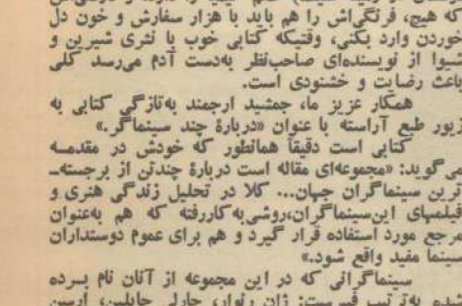 که هیچ، فرنگی‌اش را هم باید با هزار سفارش و خون دل
خوردن وارد بکنی، وقتیکه کتابی خوب با نثری شیرین و
شیوا از نویسنده‌ای صاحب‌نظر به‌دست آدم می‌رسد کلی
باعث رضایت و خشنودی است.
همکار عزیز ما، جمشید ارجمند به‌تازگی کتابی به
زیور طبع آراسته با عنوان «دربارهٔ چند سینماگر.»
کتابی است دقیقاً همانطور که خودش در مقدمـه
می‌گوید: «مجموعه‌ای مقاله است دربارهٔ چندتن از برجسته‌ـ
ترین سینماگران جهان... کلا در تحلیل زندگی هنری و
فیلمهای این‌سینماگران،روشی‌به‌کاررفته که هم به‌عنوان
مرجع مورد استفاده قرار گیرد و هم برای عموم دوستداران
سینما مفید واقع شود.»
سینماگرانی که در این مجموعه از آنان نام بـرده
شده به‌ترتیب عبارتند: ژان رنوار، چارلی چاپلین، ارسن